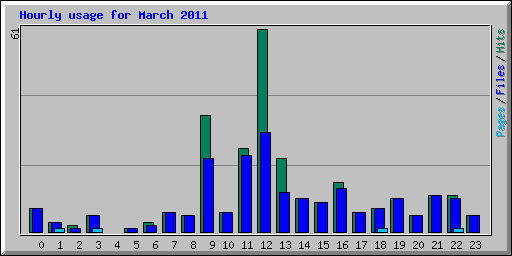 Hourly usage for March 2011
61
Pages/Files/Hits
0 1 2 3 4 5 6 7 8 9 10 11 12 13 14 15 16 17 18 19 20 21 22 23